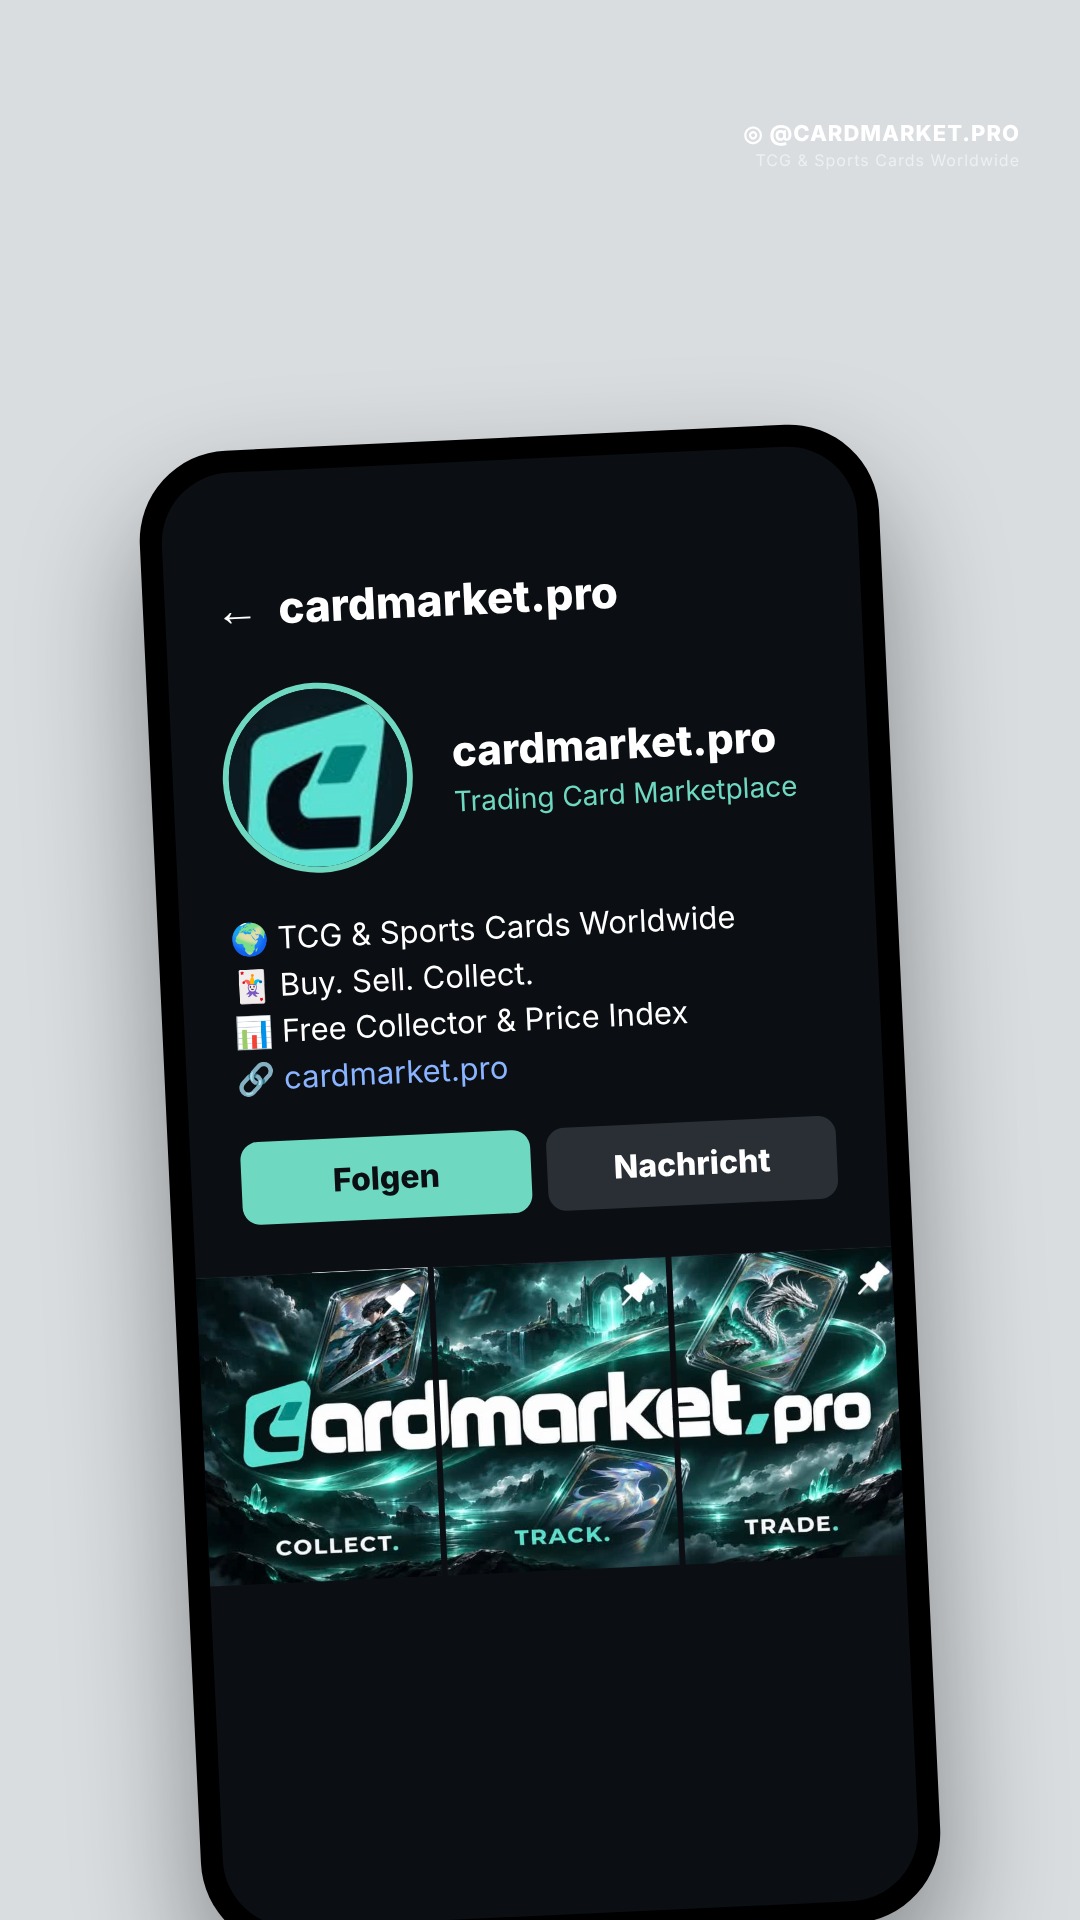 @CARDMARKET.PRO
TCG & Sports Cards Worldwide
← cardmarket.pro
cardmarket.pro
Trading Card Marketplace
🌍 TCG & Sports Cards Worldwide
🃏 Buy. Sell. Collect.
📊 Free Collector & Price Index
🔗 cardmarket.pro
Folgen
Nachricht
Cardmarket.pro
COLLECT.
TRACK.
TRADE.